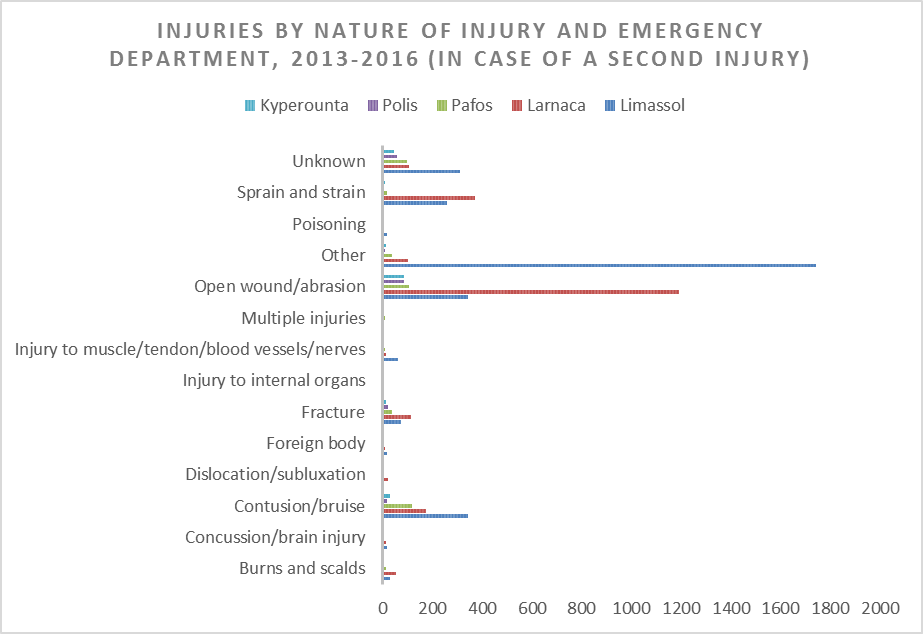 INJURIES BY NATURE OF INJURY AND EMERGENCY
DEPARTMENT, 2013-2016 (IN CASE OF A SECOND INJURY)
Kyperounta Polis Pafos Larnaca Limassol
Unknown
Sprain and strain
Poisoning
Other
Open wound/abrasion
Multiple injuries
Injury to muscle/tendon/blood vessels/nerves
Injury to internal organs
Fracture
Foreign body
Dislocation/subluxation
Contusion/bruise
Concussion/brain injury
Burns and scalds
0 200 400 600 800 1000 1200 1400 1600 1800 2000